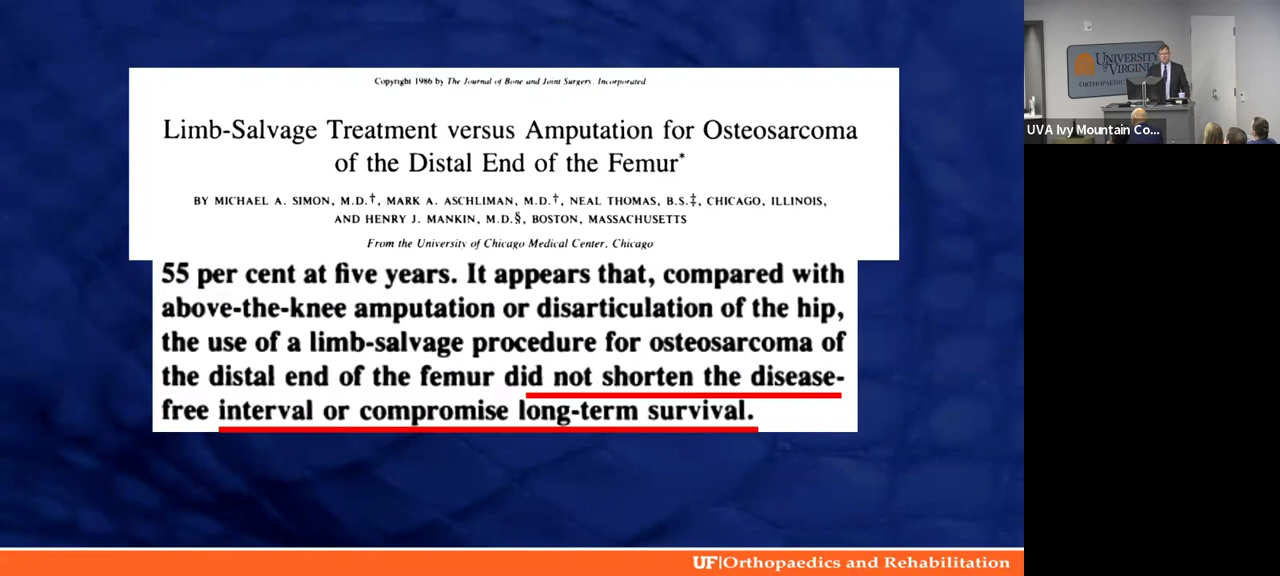 Copyright 1986 by The Journal of Bone and Joint Surgery, Incorporated
Limb-Salvage Treatment versus Amputation for Osteosarcoma
of the Distal End of the Femur*
BY MICHAEL A. SIMON, M.D.†, MARK A. ASCHLIMAN, M.D.†, NEAL THOMAS, B.S.‡, CHICAGO, ILLINOIS,
AND HENRY J. MANKIN, M.D.§, BOSTON, MASSACHUSETTS
From the University of Chicago Medical Center, Chicago
55 per cent at five years. It appears that, compared with
above-the-knee amputation or disarticulation of the hip,
the use of a limb-salvage procedure for osteosarcoma of
the distal end of the femur did not shorten the disease-
free interval or compromise long-term survival.
UF|Orthopaedics and Rehabilitation
UNIVERSITY
of VIRGINIA
ORTHOPAEDIC
UVA Ivy Mountain Co...